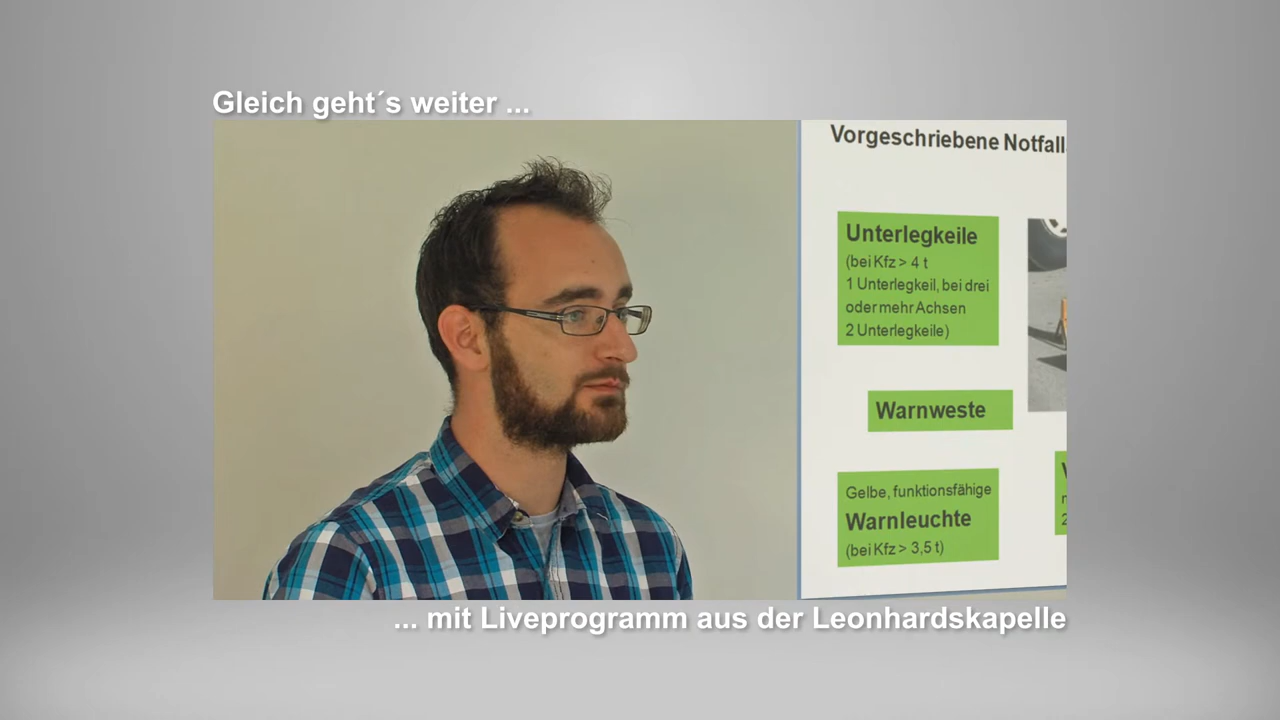 Gleich geht´s weiter ...
Vorgeschriebene Notfall
Unterlegkeile
(bei Kfz > 4 t
1 Unterlegkeil, bei drei
oder mehr Achsen
2 Unterlegkeile)
Warnweste
Gelbe, funktionsfähige
Warnleuchte
(bei Kfz > 3,5 t)
... mit Liveprogramm aus der Leonhardskapelle